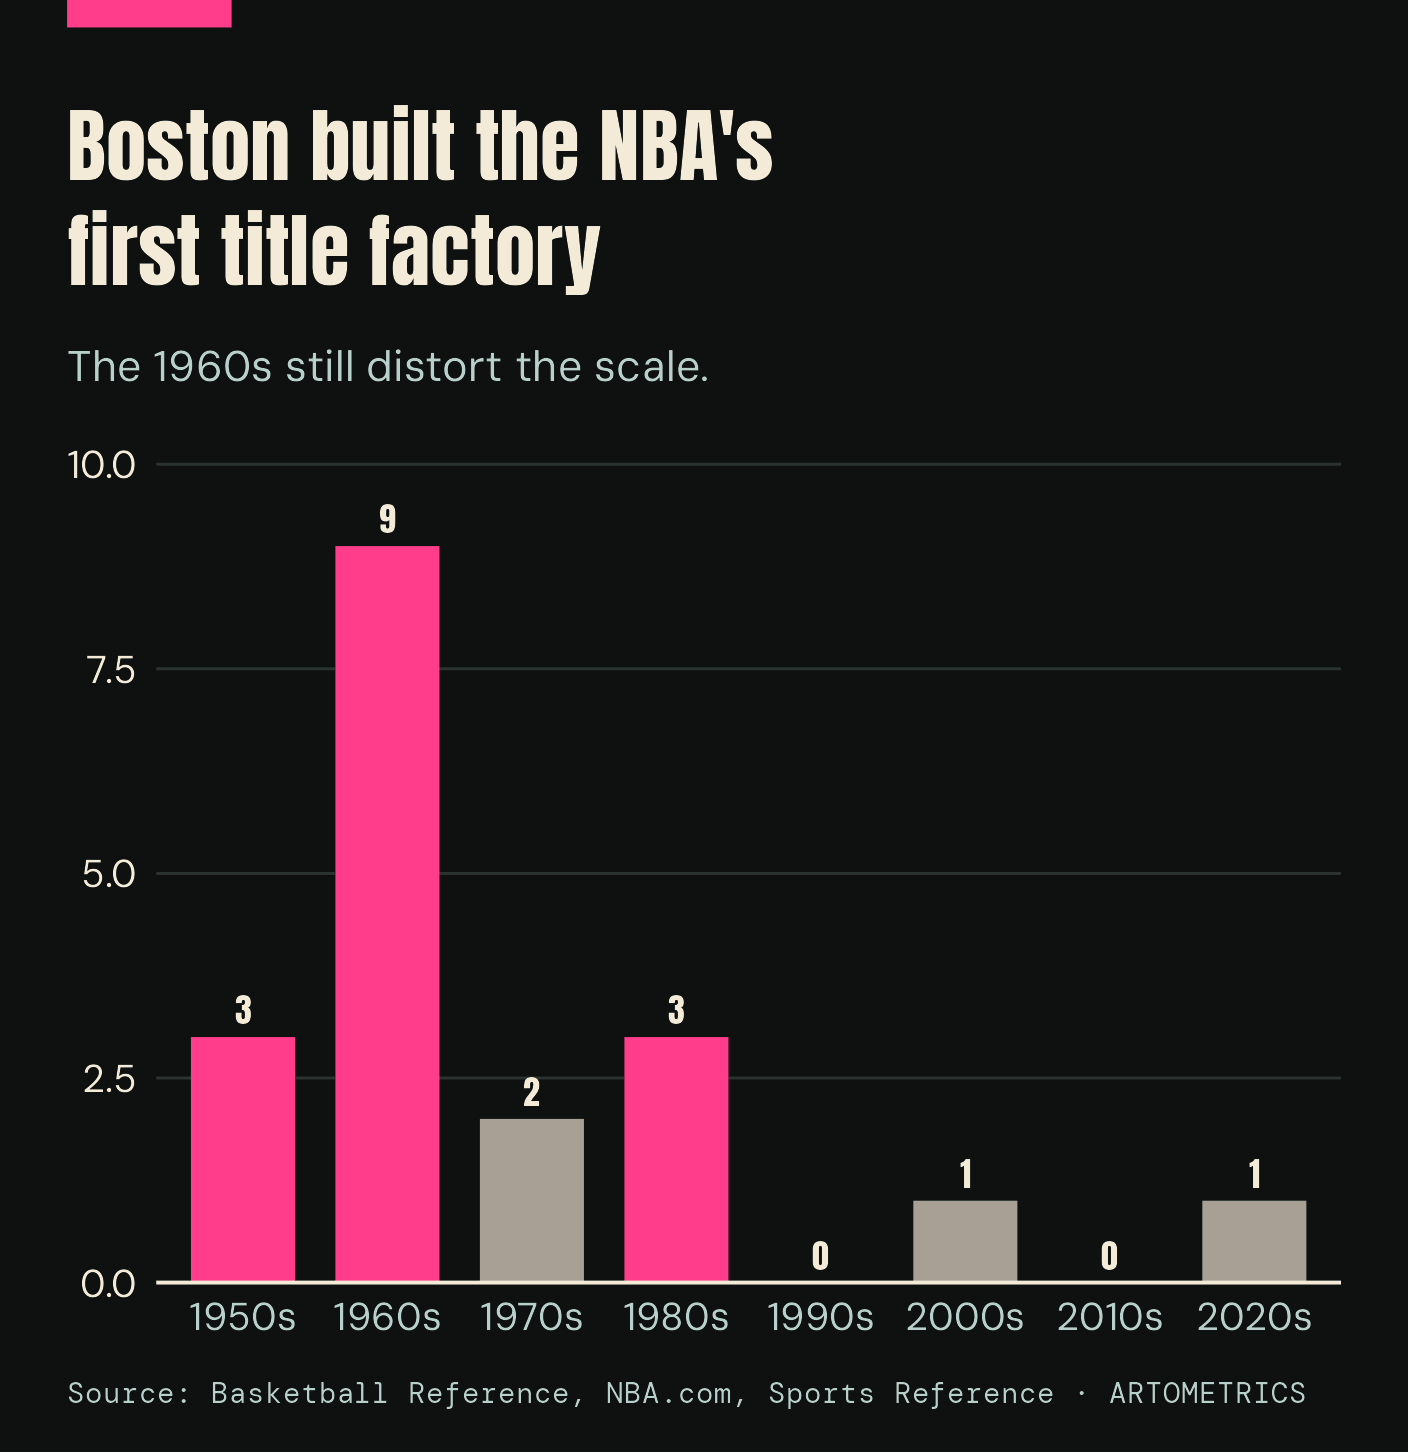 Boston built the NBA's
first title factory
The 1960s still distort the scale.
10.0
9
7.5
5.0
3
3
2.5
2
1
1
0
0
0.0
1950s 1960s 1970s 1980s 1990s 2000s 2010s 2020s
Source: Basketball Reference, NBA.com, Sports Reference · ARTOMETRICS